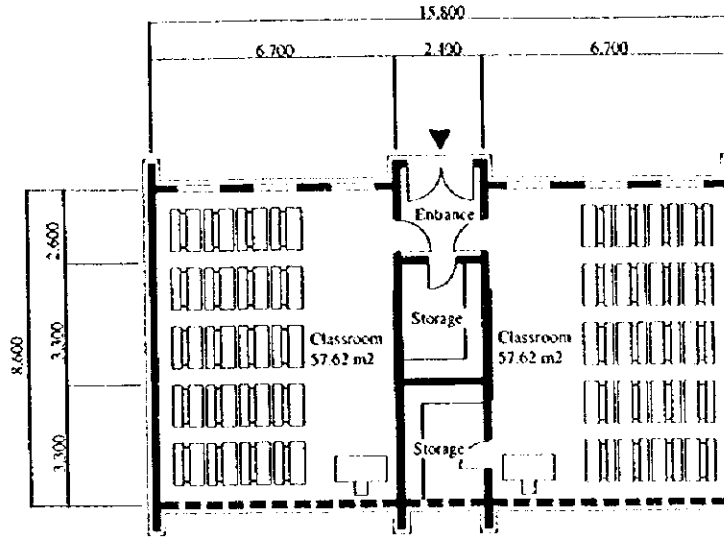 15.800
6.700 2.400 6.700
Entrance
2.600
Storage
Classroom
57.62 m2
Classroom
57.62 m2
3.300
8.600
Storage
3.300